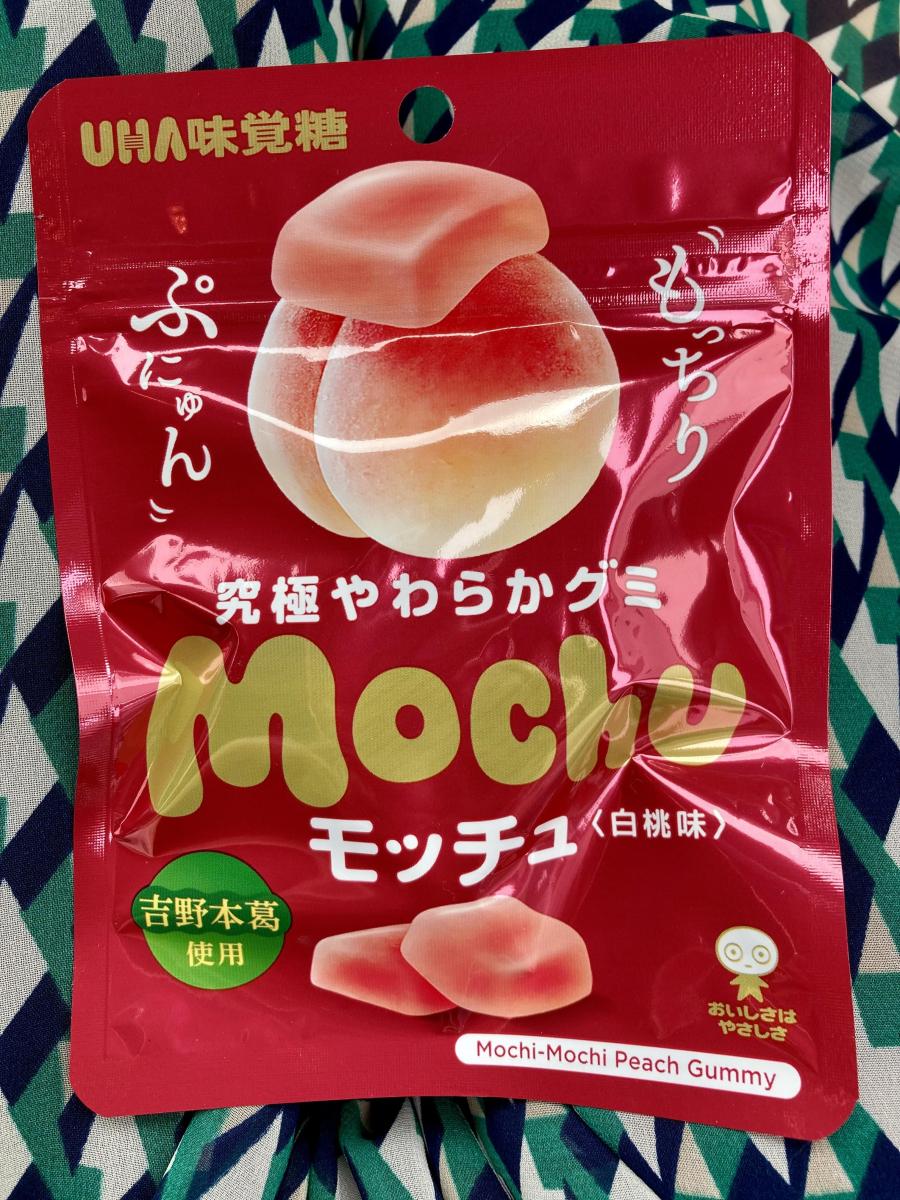 UHA味覚糖
もっちり
ぷにゅん
究極やわらかグミ
Mochu
モッチュ〈白桃味〉
吉野本葛
使用
おいしさは
やさしさ
Mochi-Mochi Peach Gummy